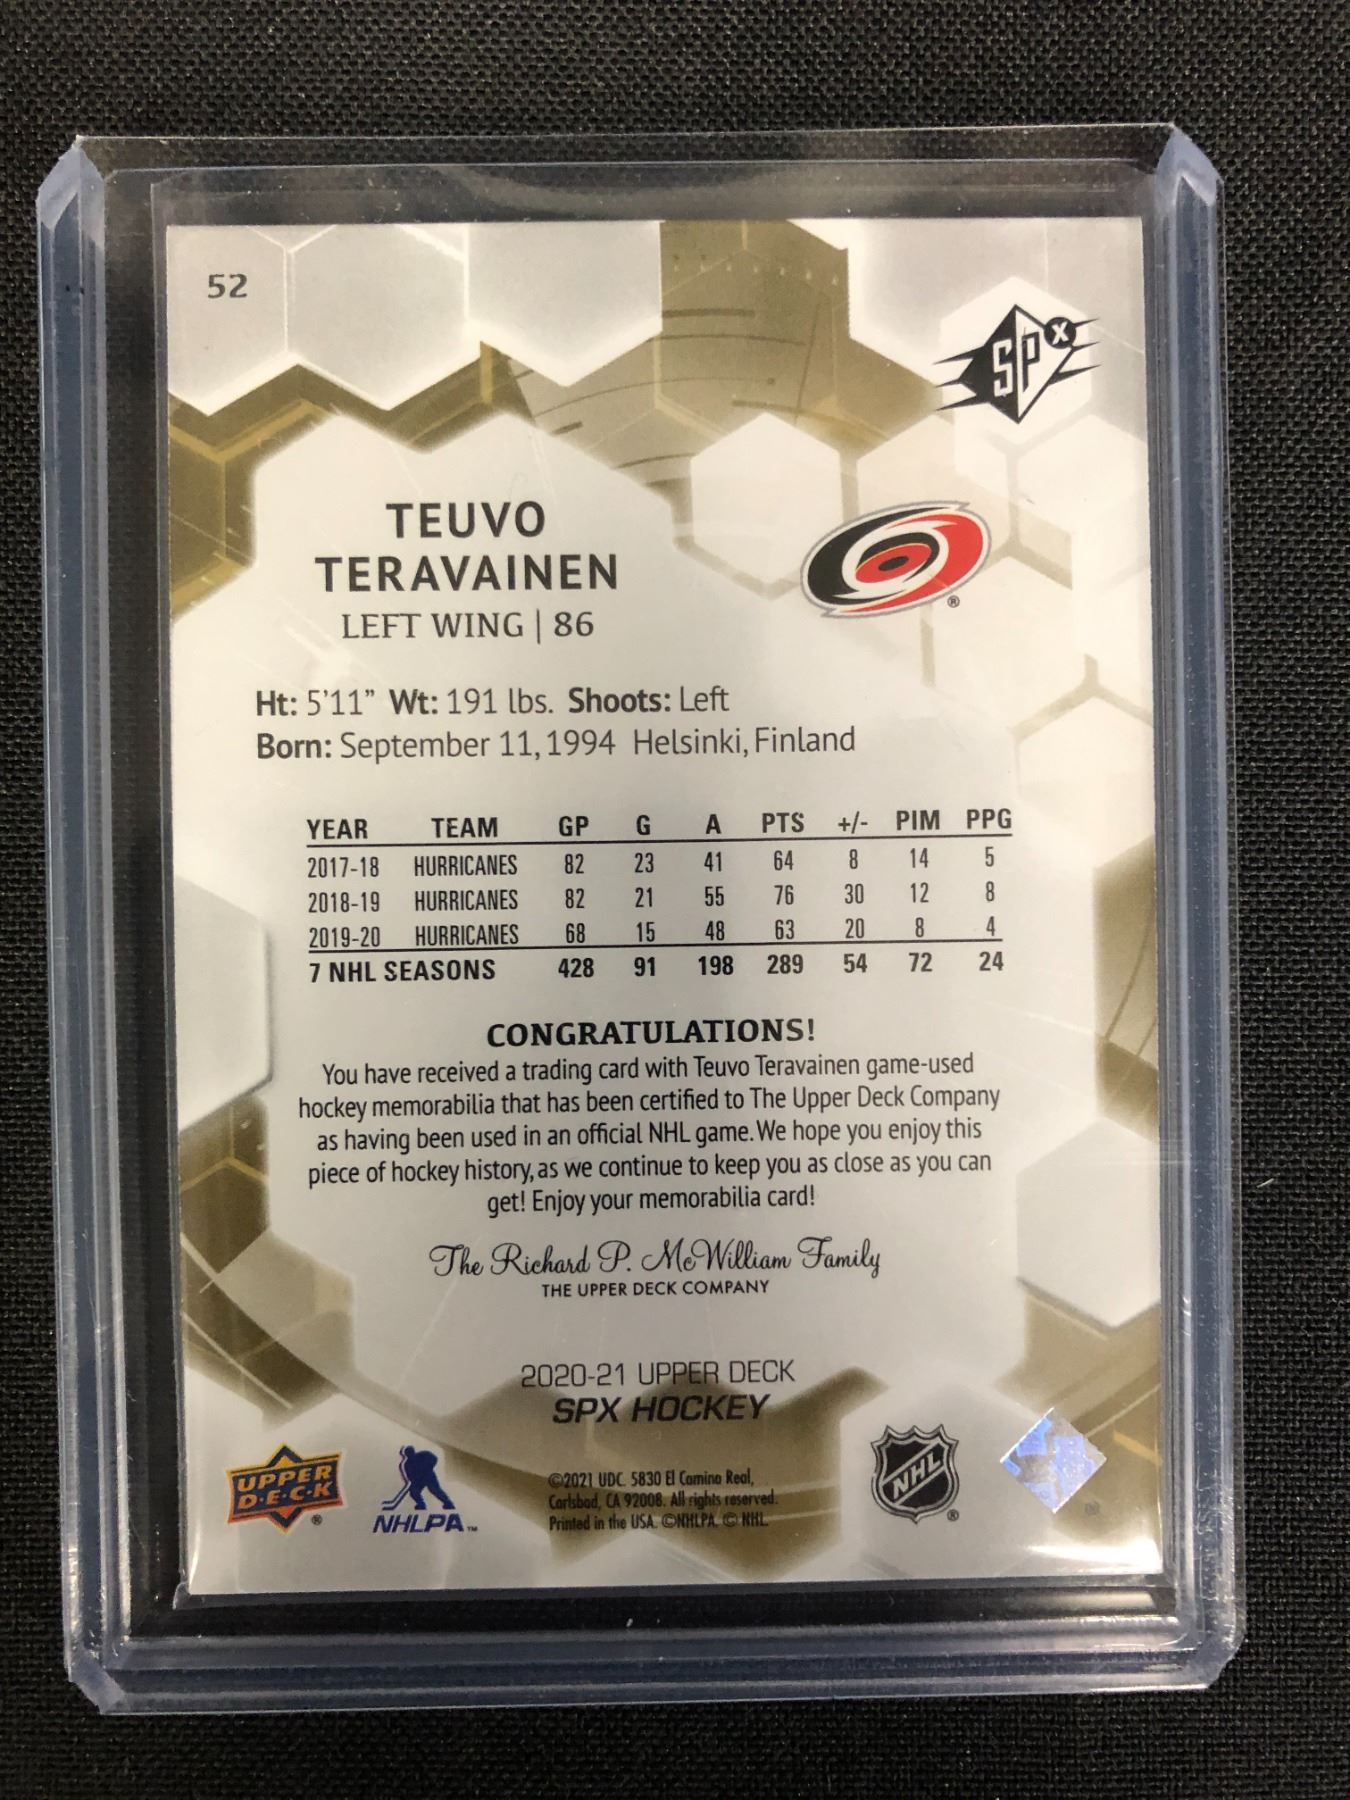 52
SPX
TEUVO
TERAVAINEN
LEFT WING | 86
®
Ht: 5'11" Wt: 191 lbs. Shoots: Left
Born: September 11, 1994 Helsinki, Finland
YEAR TEAM GP G A PTS +/- PIM PPG
2017-18 HURRICANES 82 23 41 64 8 14 5
2018-19 HURRICANES 82 21 55 76 30 12 8
2019-20 HURRICANES 68 15 48 63 20 8 4
7 NHL SEASONS 428 91 198 289 54 72 24
CONGRATULATIONS!
You have received a trading card with Teuvo Teravainen game-used
hockey memorabilia that has been certified to The Upper Deck Company
as having been used in an official NHL game. We hope you enjoy this
piece of hockey history, as we continue to keep you as close as you can
get! Enjoy your memorabilia card!
The Richard P. McWilliam Family
THE UPPER DECK COMPANY
2020-21 UPPER DECK
SPX HOCKEY
UPPER
D·E·C·K ®
NHLPA™
©2021 UDC. 5830 El Camino Real,
Carlsbad, CA 92008. All rights reserved.
Printed in the USA. ©NHLPA. © NHL.
NHL ®